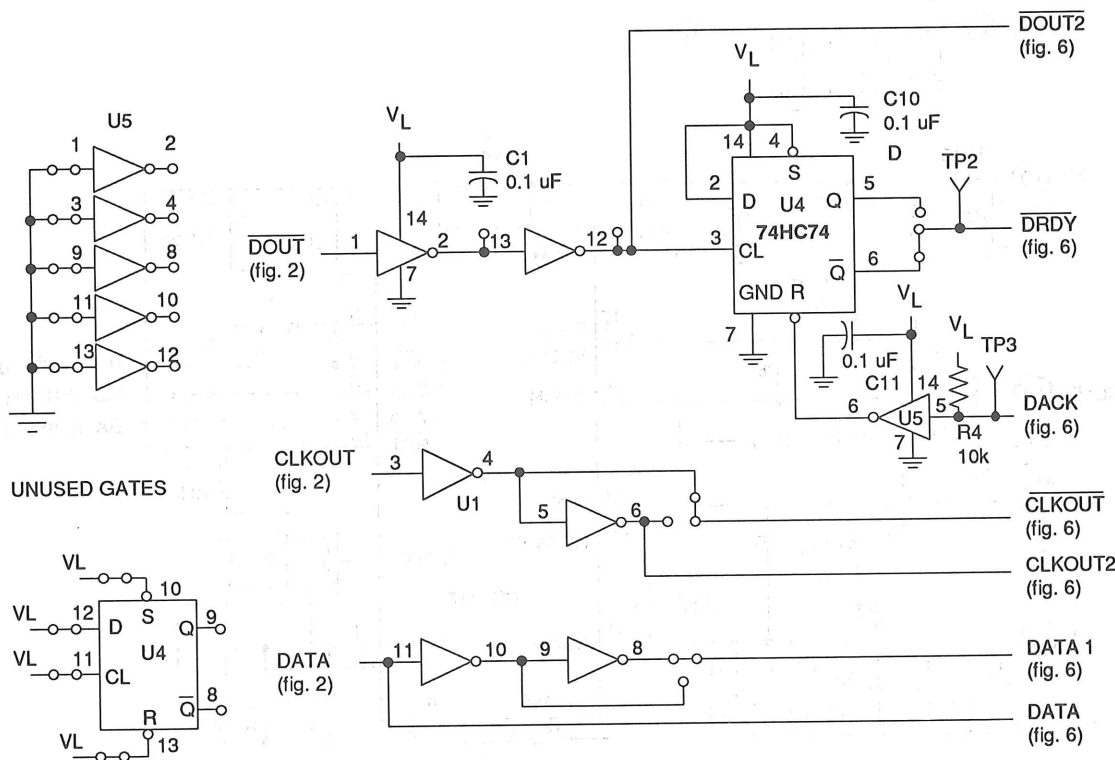 DOUT2
(fig. 6)
VL
C10
0.1 uF
D
U5
1
2
3
4
9
8
11
10
13
12
VL
C1
0.1 uF
14
7
DOUT
(fig. 2)
1
2
13
12
14
4
S
2
D
U4
Q
5
74HC74
3
CL
Q
6
GND R
7
TP2
DRDY
(fig. 6)
VL
0.1 uF
C11
VL
TP3
14
6
U5
5
7
R4
10k
DACK
(fig. 6)
UNUSED GATES
CLKOUT
(fig. 2)
3
4
U1
5
6
CLKOUT
(fig. 6)
CLKOUT2
(fig. 6)
VL
10
S
VL
12
D
Q
9
U4
VL
11
CL
Q
8
R
VL
13
DATA
(fig. 2)
11
10
9
8
DATA 1
(fig. 6)
DATA
(fig. 6)